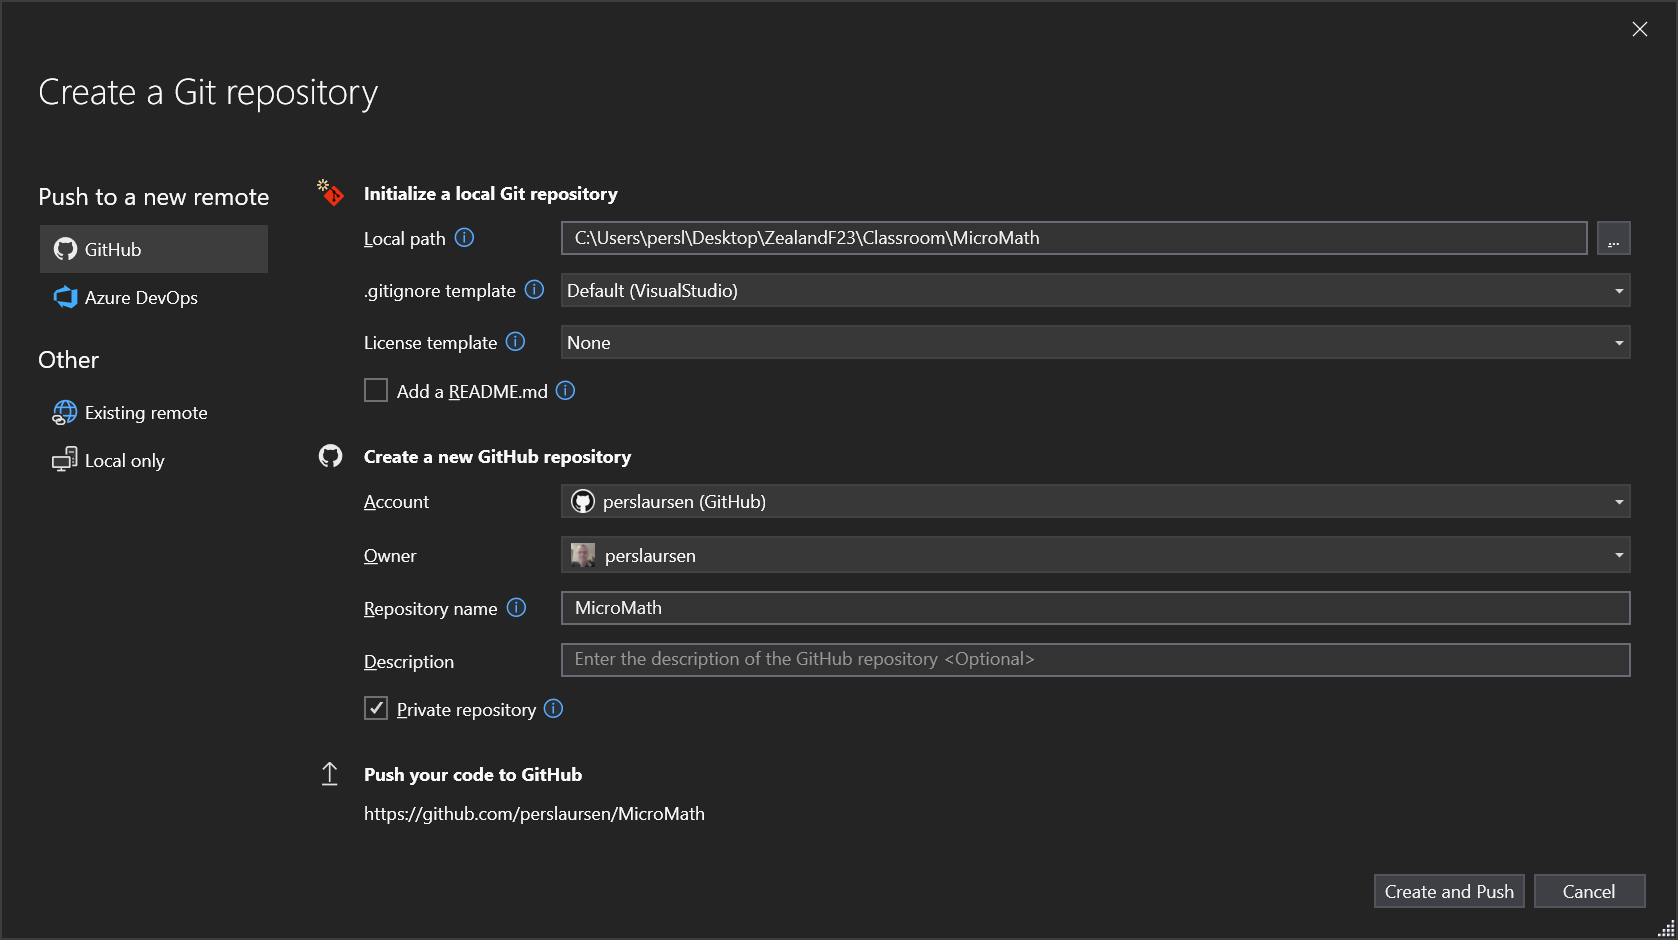 Create a Git repository
Push to a new remote
GitHub
Azure DevOps
Other
Existing remote
Local only
Initialize a local Git repository
Local path C:\Users\persl\Desktop\ZealandF23\Classroom\MicroMath ...
.gitignore template Default (VisualStudio)
License template None
Add a README.md
Create a new GitHub repository
Account perslaursen (GitHub)
Owner perslaursen
Repository name MicroMath
Description Enter the description of the GitHub repository <Optional>
Private repository
Push your code to GitHub
https://github.com/perslaursen/MicroMath
Create and Push Cancel